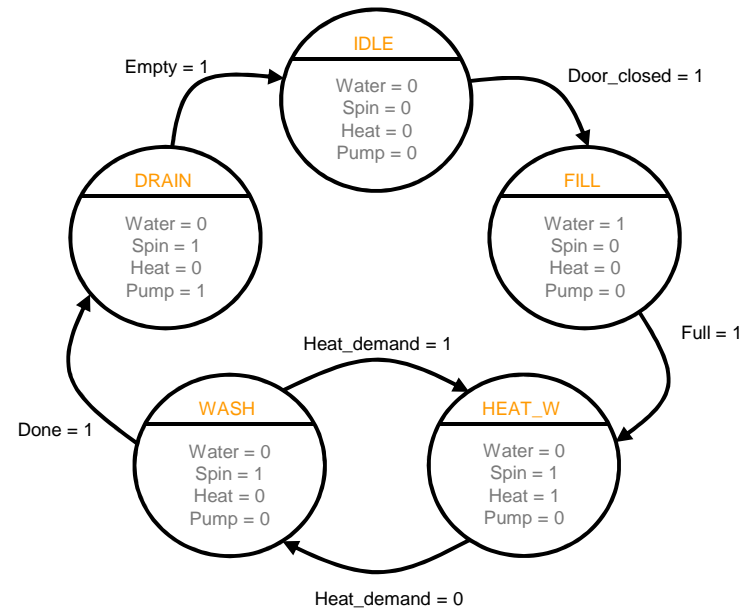 IDLE
Water = 0
Spin = 0
Heat = 0
Pump = 0
Empty = 1
Door_closed = 1
DRAIN
Water = 0
Spin = 1
Heat = 0
Pump = 1
FILL
Water = 1
Spin = 0
Heat = 0
Pump = 0
Full = 1
Heat_demand = 1
WASH
Water = 0
Spin = 1
Heat = 0
Pump = 0
HEAT_W
Water = 0
Spin = 1
Heat = 1
Pump = 0
Done = 1
Heat_demand = 0